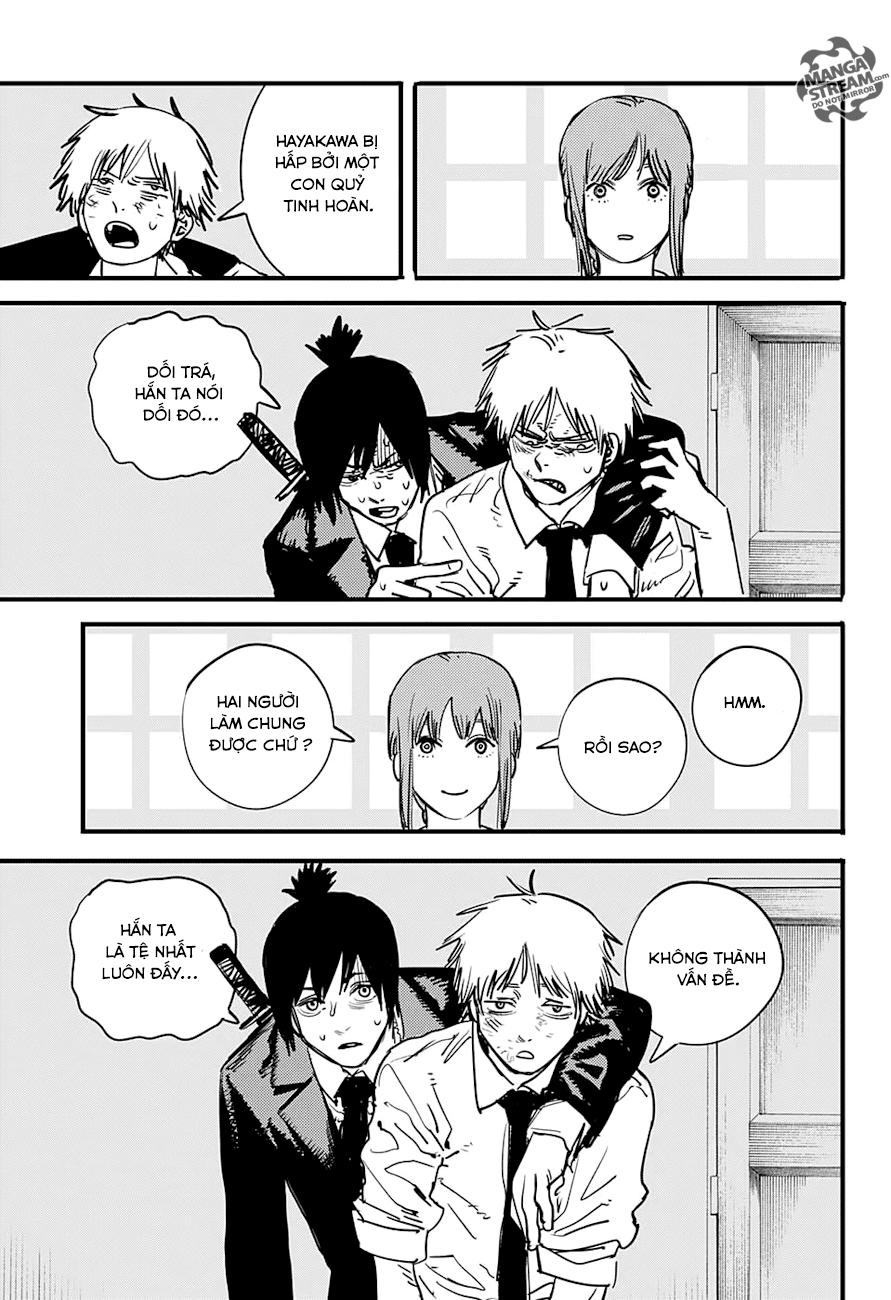 MANGA
STREAM.com
DO NOT MIRROR
HAYAKAWA BỊ
HẤP BỞI MỘT
CON QUỶ
TINH HOÀN.
DỐI TRÁ,
HẮN TA NÓI
DỐI ĐÓ...
HMM.
RỒI SAO?
HAI NGƯỜI
LÀM CHUNG
ĐƯỢC CHỨ ?
KHÔNG THÀNH
VẤN ĐỀ.
HẮN TA
LÀ TỆ NHẤT
LUÔN ĐẤY...